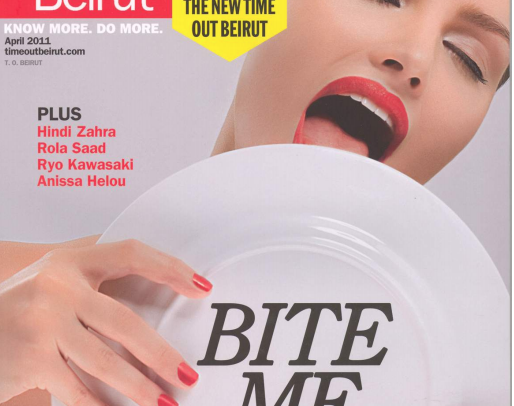 Beirut
THE NEW TIME
OUT BEIRUT
KNOW MORE. DO MORE.
April 2011
timeoutbeirut.com
T. O. BEIRUT
PLUS
Hindi Zahra
Rola Saad
Ryo Kawasaki
Anissa Helou
BITE
ME